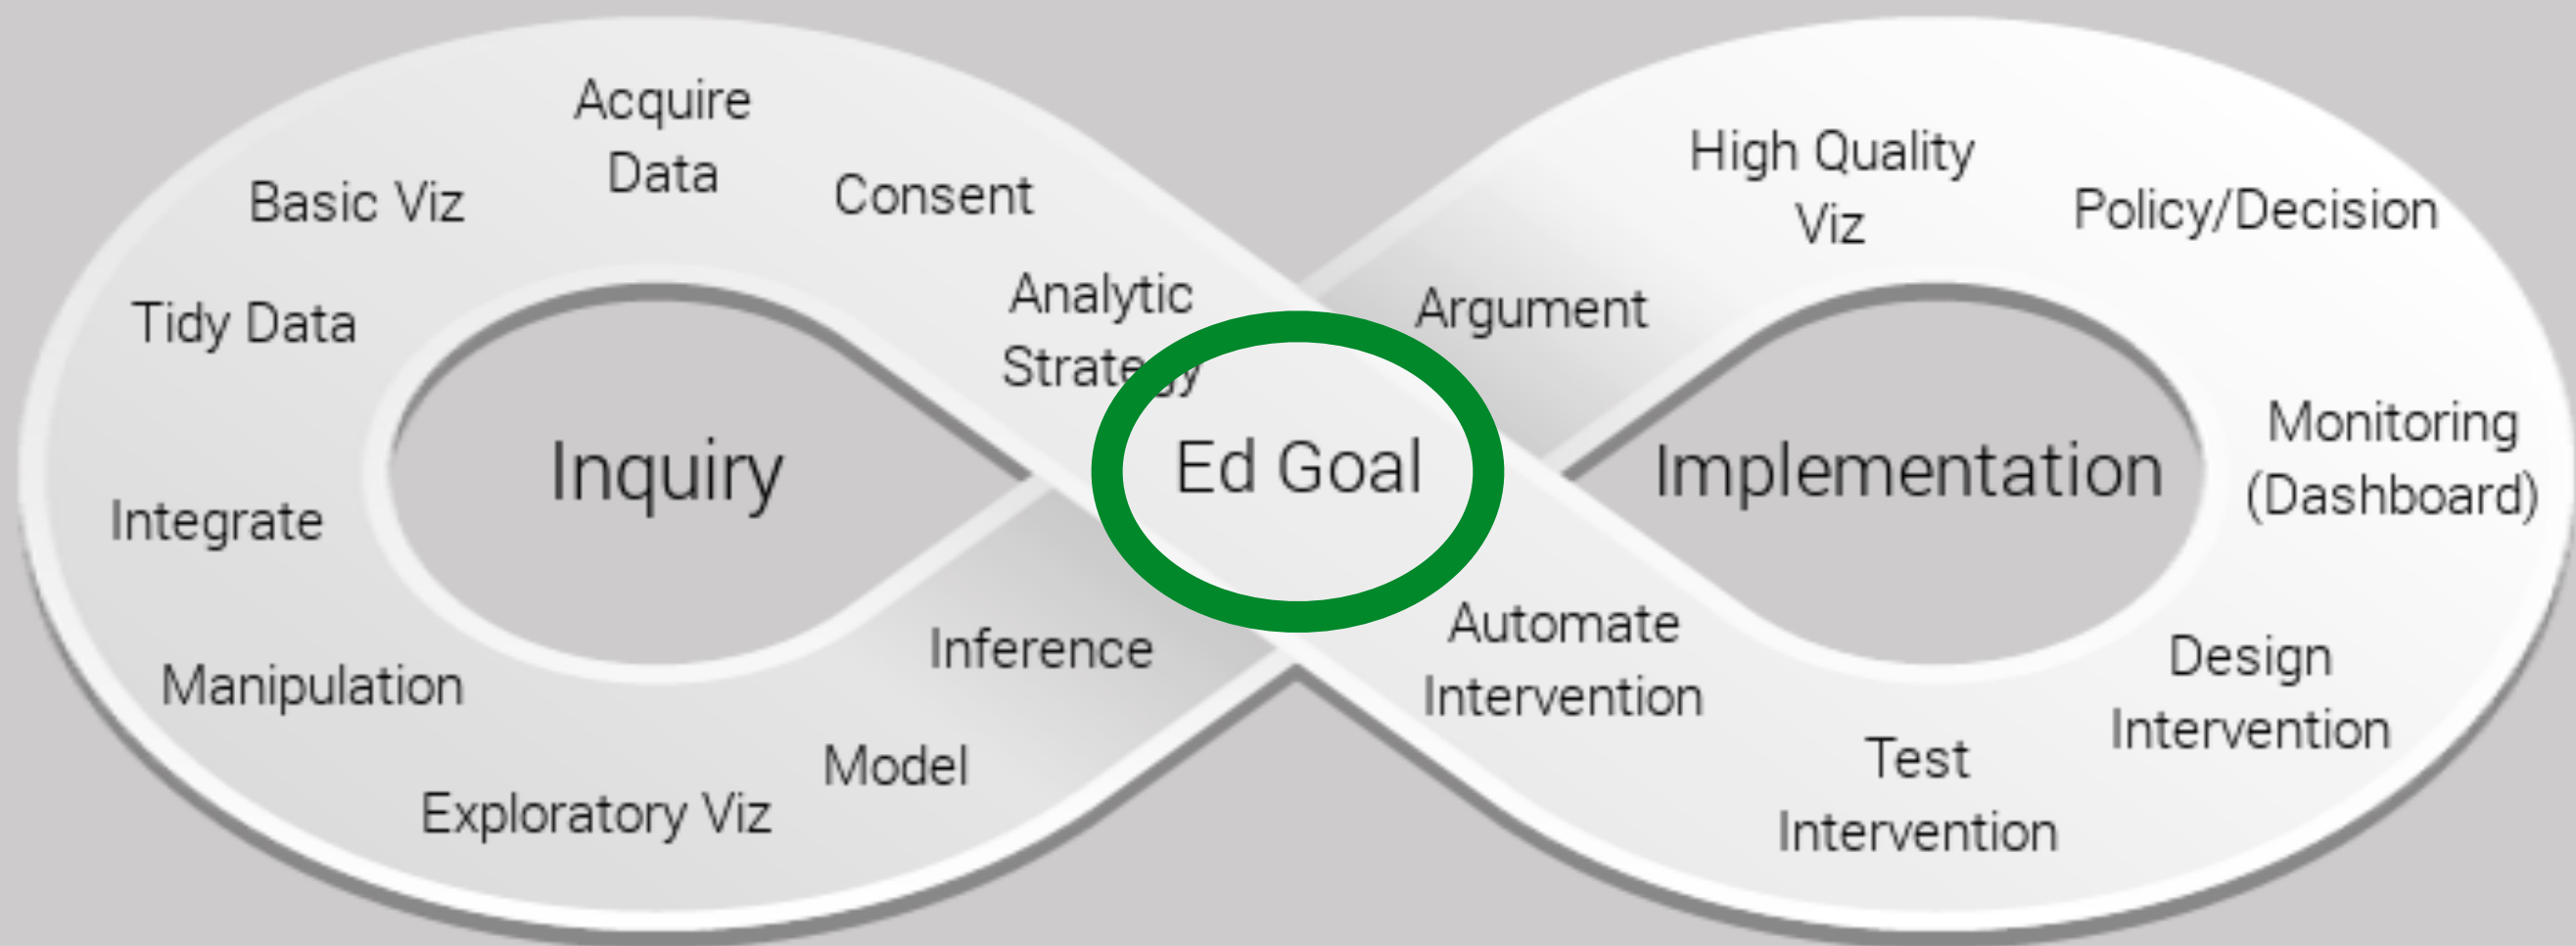 Acquire
Data
Basic Viz
Consent
Tidy Data
Analytic
Strategy
Inquiry
Integrate
Manipulation
Inference
Model
Exploratory Viz
Ed Goal
High Quality
Viz
Policy/Decision
Argument
Implementation
Monitoring
(Dashboard)
Automate
Intervention
Design
Intervention
Test
Intervention